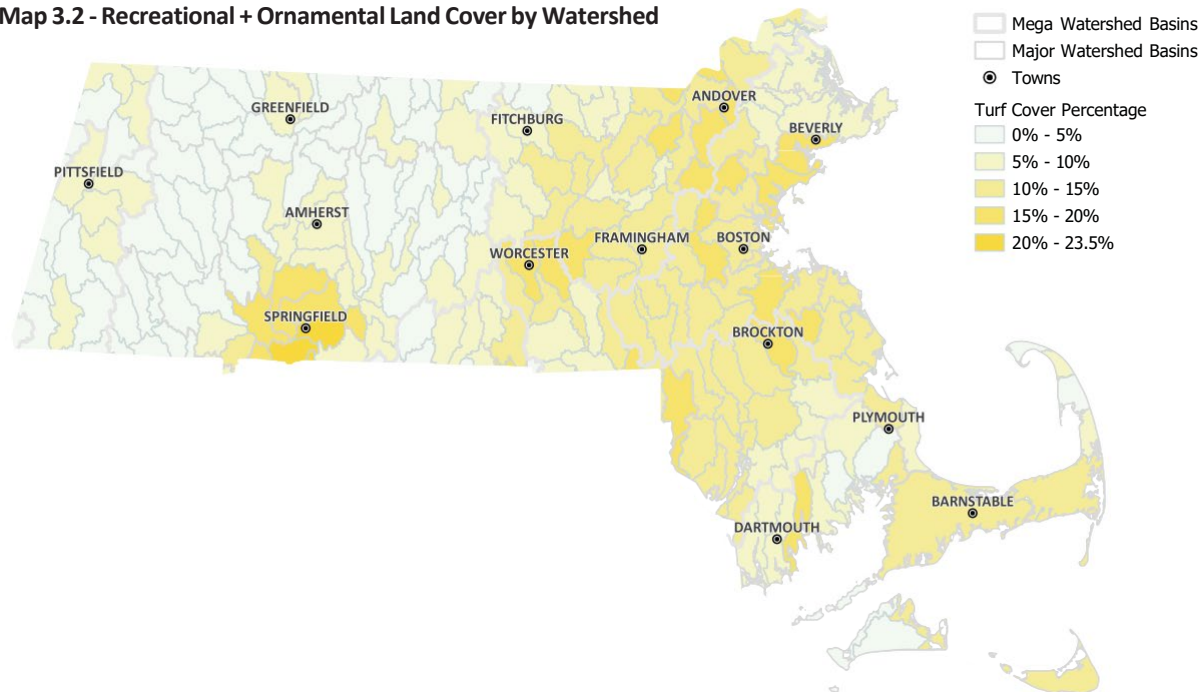 Map 3.2 - Recreational + Ornamental Land Cover by Watershed
Mega Watershed Basins
Major Watershed Basins
Towns
Turf Cover Percentage
0% - 5%
5% - 10%
10% - 15%
15% - 20%
20% - 23.5%
ANDOVER
GREENFIELD
FITCHBURG
BEVERLY
PITTSFIELD
AMHERST
FRAMINGHAM
BOSTON
WORCESTER
SPRINGFIELD
BROCKTON
PLYMOUTH
BARNSTABLE
DARTMOUTH